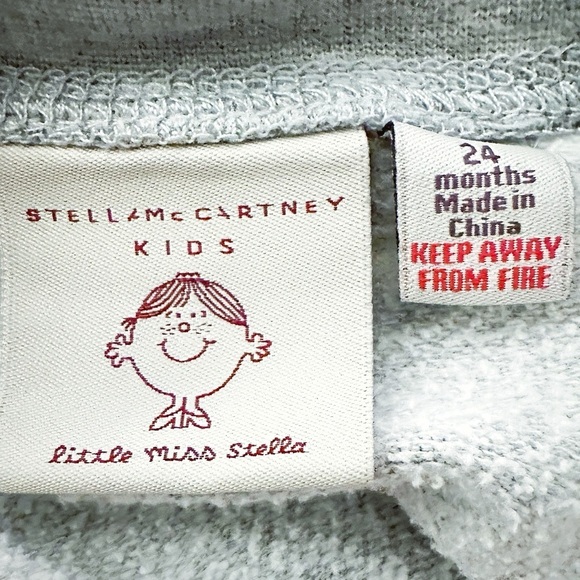 STELLA McCARTNEY
KIDS
little Miss Stella
24
months
Made in
China
KEEP AWAY
FROM FIRE